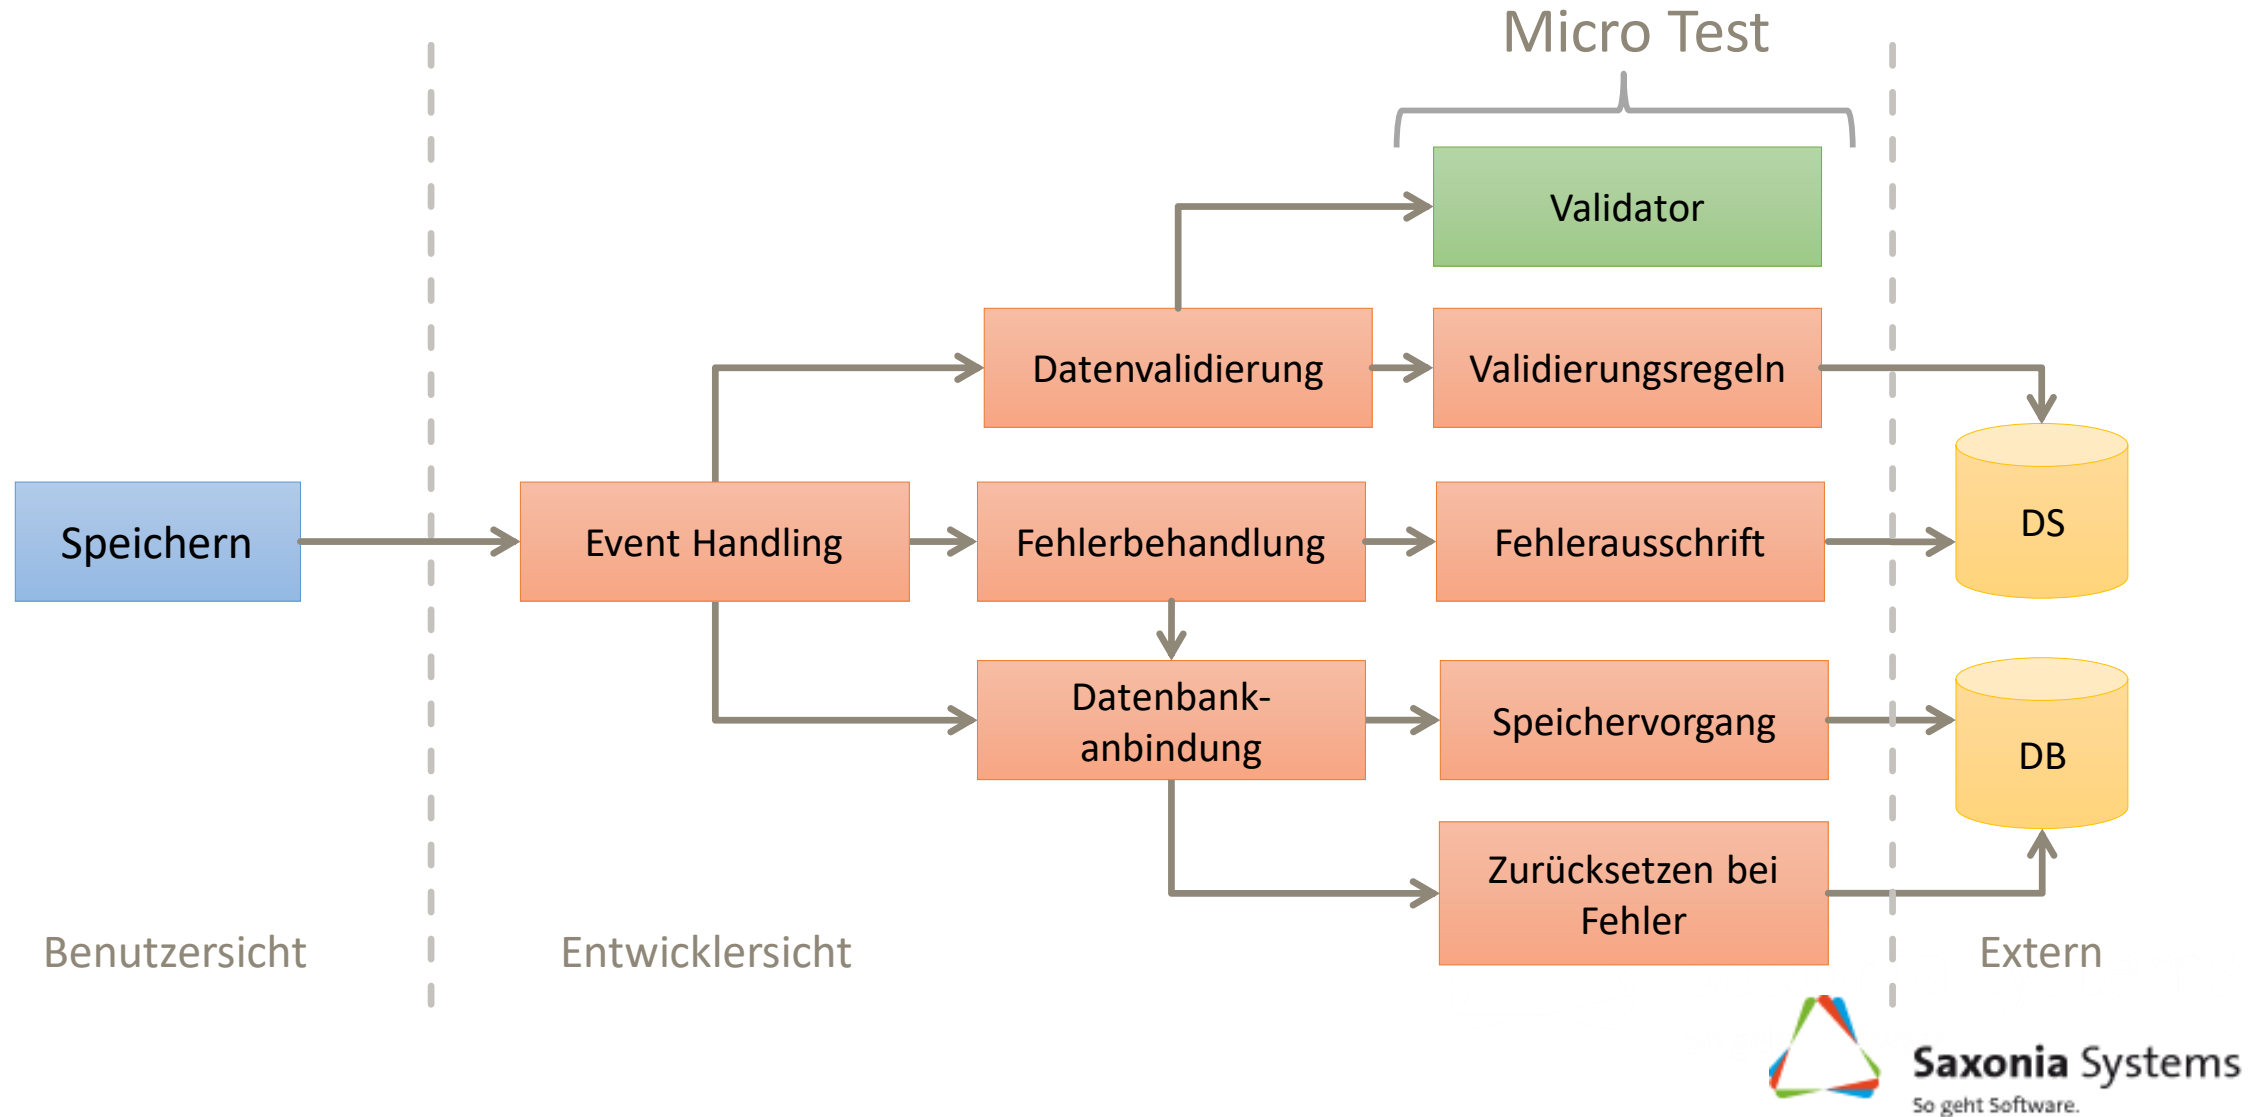 Micro Test
Validator
Datenvalidierung
Validierungsregeln
Speichern
Event Handling
Fehlerbehandlung
Fehlerausschrift
DS
Datenbank-
anbindung
Speichervorgang
DB
Zurücksetzen bei
Fehler
Benutzersicht
Entwicklersicht
Extern
Saxonia Systems
So geht Software.